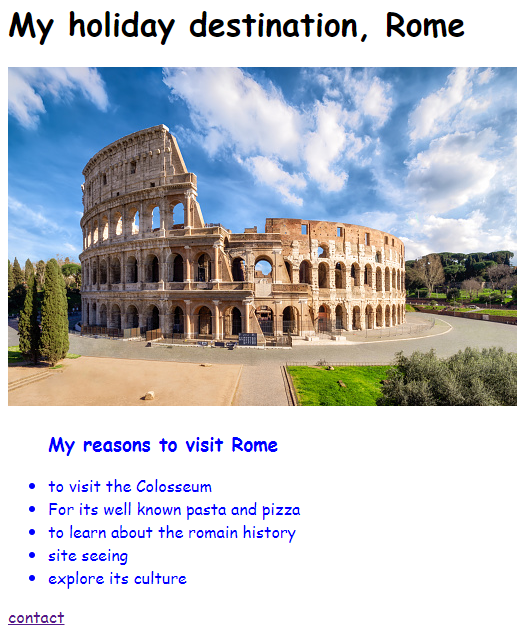 My holiday destination, Rome
My reasons to visit Rome
to visit the Colosseum
For its well known pasta and pizza
to learn about the romain history
site seeing
explore its culture
contact